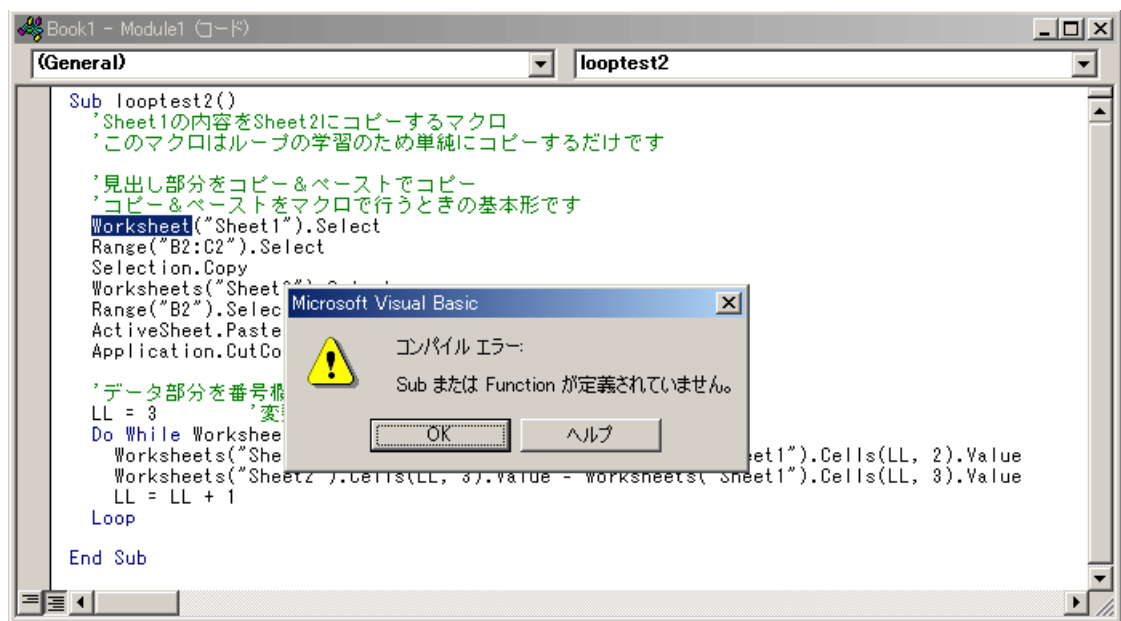 Book1 - Module1 (コード)
(General)
looptest2
Sub looptest2()
'Sheet1の内容をSheet2にコピーするマクロ
'このマクロはループの学習のため単純にコピーするだけです
'見出し部分をコピー＆ペーストでコピー
'コピー＆ペーストをマクロで行うときの基本形です
Worksheet("Sheet1").Select
Range("B2:C2").Select
Selection.Copy
Worksheets("Sheet
Range("B2").Selec
ActiveSheet.Paste
Application.CutCo
'データ部分を番号
LL = 3 '変
Do While Workshee
Worksheets("She et1").Cells(LL, 2).Value
Worksheets("Sheet2").Cells(LL, 3).Value = Worksheets("Sheet1").Cells(LL, 3).Value
LL = LL + 1
Loop
End Sub
Microsoft Visual Basic
コンパイル エラー:
Sub または Function が定義されていません。
OK
ヘルプ